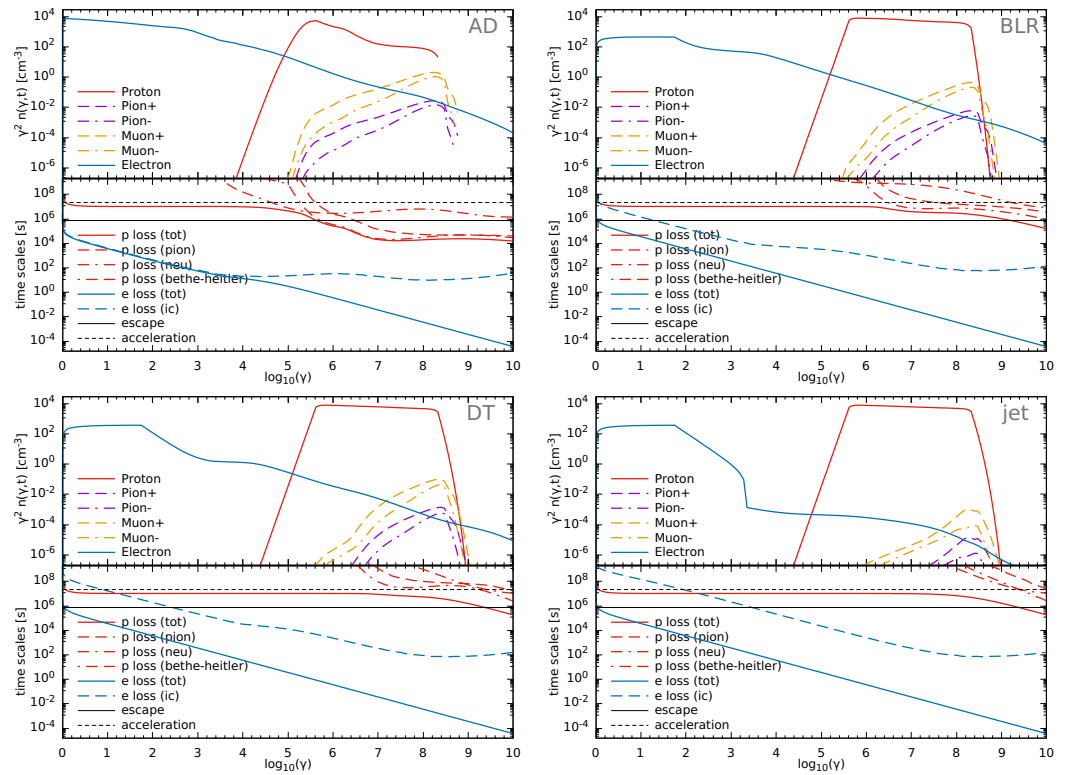 AD
γ² n(γ,t) [cm⁻³]
10⁴
10²
10⁰
10⁻²
10⁻⁴
10⁻⁶
Proton
Pion+
Pion-
Muon+
Muon-
Electron
time scales [s]
10⁸
10⁶
10⁴
10²
10⁰
10⁻²
10⁻⁴
p loss (tot)
p loss (pion)
p loss (neu)
p loss (bethe-heitler)
e loss (tot)
e loss (ic)
escape
acceleration
0 1 2 3 4 5 6 7 8 9 10
log₁₀(γ)
BLR
γ² n(γ,t) [cm⁻³]
10⁴
10²
10⁰
10⁻²
10⁻⁴
10⁻⁶
Proton
Pion+
Pion-
Muon+
Muon-
Electron
time scales [s]
10⁸
10⁶
10⁴
10²
10⁰
10⁻²
10⁻⁴
p loss (tot)
p loss (pion)
p loss (neu)
p loss (bethe-heitler)
e loss (tot)
e loss (ic)
escape
acceleration
0 1 2 3 4 5 6 7 8 9 10
log₁₀(γ)
DT
γ² n(γ,t) [cm⁻³]
10⁴
10²
10⁰
10⁻²
10⁻⁴
10⁻⁶
Proton
Pion+
Pion-
Muon+
Muon-
Electron
time scales [s]
10⁸
10⁶
10⁴
10²
10⁰
10⁻²
10⁻⁴
p loss (tot)
p loss (pion)
p loss (neu)
p loss (bethe-heitler)
e loss (tot)
e loss (ic)
escape
acceleration
0 1 2 3 4 5 6 7 8 9 10
log₁₀(γ)
jet
γ² n(γ,t) [cm⁻³]
10⁴
10²
10⁰
10⁻²
10⁻⁴
10⁻⁶
Proton
Pion+
Pion-
Muon+
Muon-
Electron
time scales [s]
10⁸
10⁶
10⁴
10²
10⁰
10⁻²
10⁻⁴
p loss (tot)
p loss (pion)
p loss (neu)
p loss (bethe-heitler)
e loss (tot)
e loss (ic)
escape
acceleration
0 1 2 3 4 5 6 7 8 9 10
log₁₀(γ)